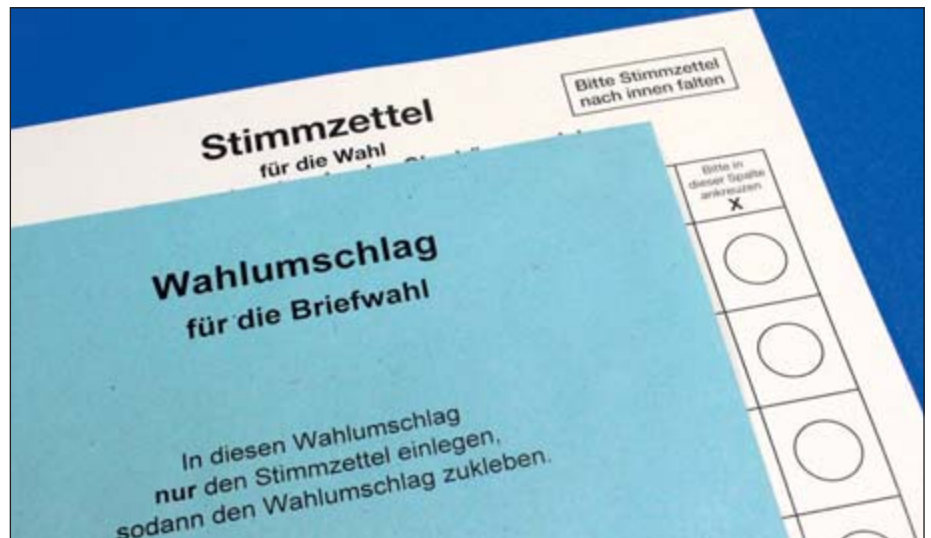 Bitte Stimmzettel
nach innen falten
Stimmzettel
für die Wahl
Bitte in
dieser Spalte
ankreuzen
X
Wahlumschlag
für die Briefwahl
In diesen Wahlumschlag
nur den Stimmzettel einlegen,
sodann den Wahlumschlag zukleben.